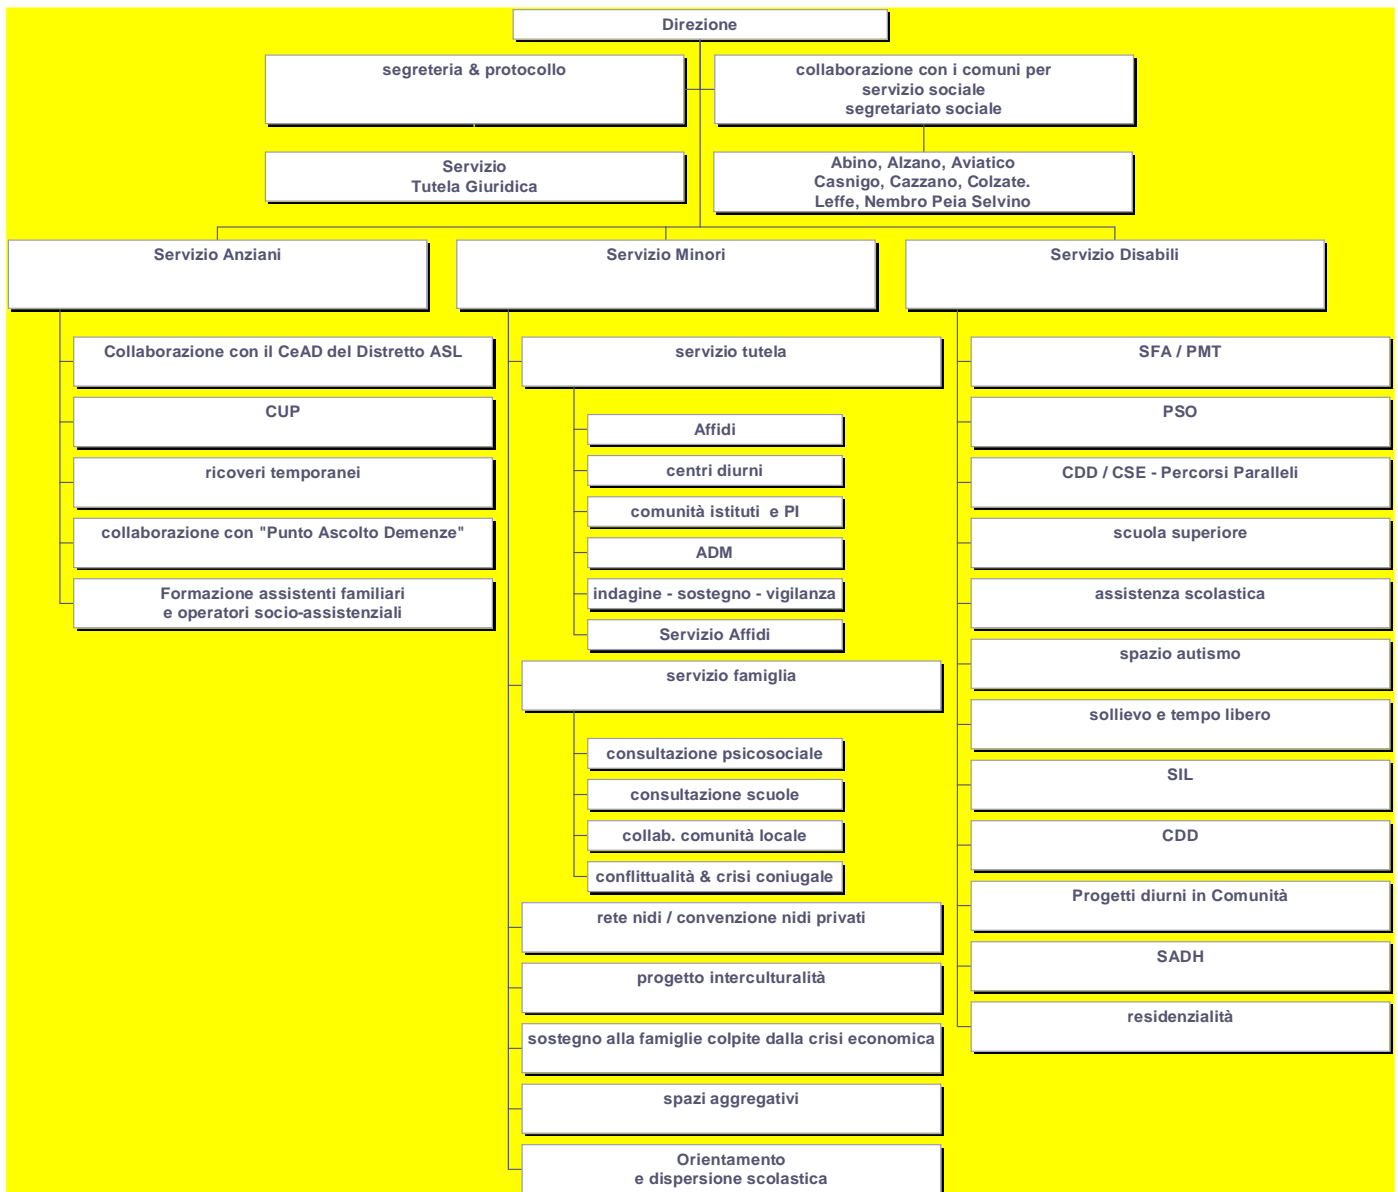 Direzione
segreteria & protocollo
collaborazione con i comuni per
servizio sociale
segretariato sociale
Servizio
Tutela Giuridica
Abino, Alzano, Aviatico
Casnigo, Cazzano, Colzate.
Leffe, Nembro Peia Selvino
Servizio Anziani
Collaborazione con il CeAD del Distretto ASL
CUP
ricoveri temporanei
collaborazione con "Punto Ascolto Demenze"
Formazione assistenti familiari
e operatori socio-assistenziali
Servizio Minori
servizio tutela
Affidi
centri diurni
comunità istituti e PI
ADM
indagine - sostegno - vigilanza
Servizio Affidi
servizio famiglia
consultazione psicosociale
consultazione scuole
collab. comunità locale
conflittualità & crisi coniugale
rete nidi / convenzione nidi privati
progetto interculturalità
sostegno alla famiglie colpite dalla crisi economica
spazi aggregativi
Orientamento
e dispersione scolastica
Servizio Disabili
SFA / PMT
PSO
CDD / CSE - Percorsi Paralleli
scuola superiore
assistenza scolastica
spazio autismo
sollievo e tempo libero
SIL
CDD
Progetti diurni in Comunità
SADH
residenzialità